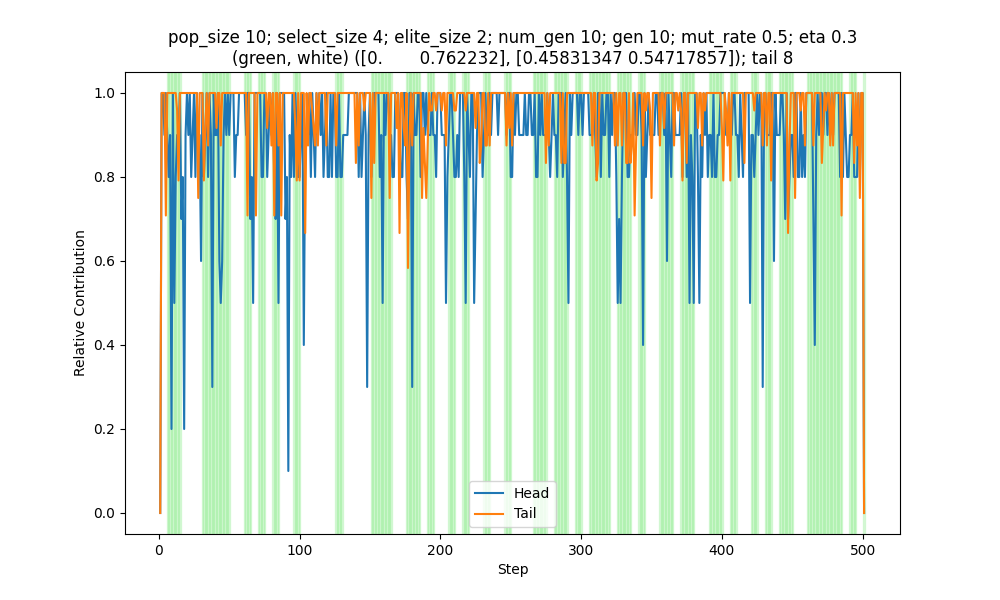 pop_size 10; select_size 4; elite_size 2; num_gen 10; gen 10; mut_rate 0.5; eta 0.3
(green, white) ([0.       0.762232], [0.45831347 0.54717857]); tail 8
1.0
0.8
0.6
0.4
0.2
0.0
Relative Contribution
Head
Tail
0 100 200 300 400 500
Step